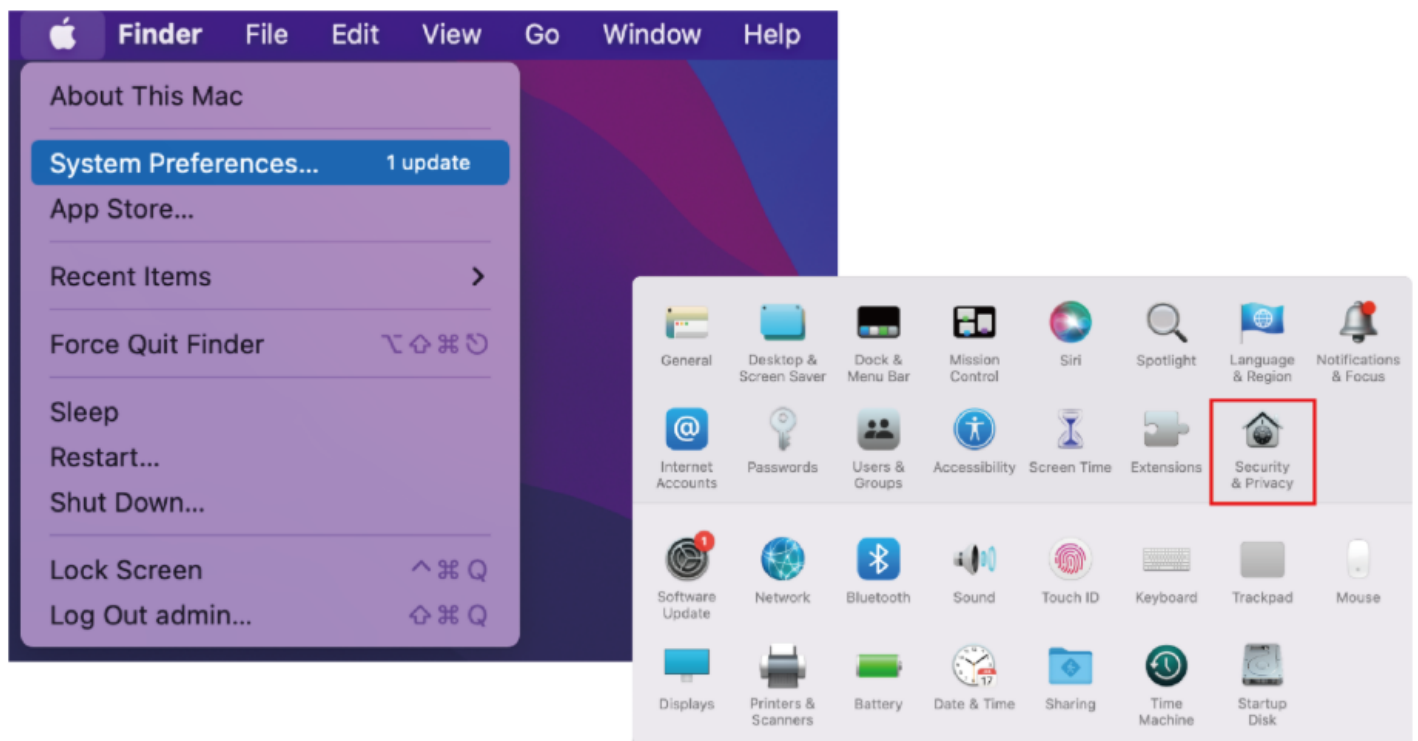 Finder File Edit View Go Window Help
About This Mac
System Preferences... 1 update
App Store...
Recent Items
Force Quit Finder ⌥⇧⌘⎋
Sleep
Restart...
Shut Down...
Lock Screen ^⌘Q
Log Out admin... ⇧⌘Q
General
Desktop &
Screen Saver
Dock &
Menu Bar
Mission
Control
Siri
Spotlight
Language
& Region
Notifications
& Focus
Internet
Accounts
Passwords
Users &
Groups
Accessibility
Screen Time
Extensions
Security
& Privacy
1
Software
Update
Network
Bluetooth
Sound
Touch ID
Keyboard
Trackpad
Mouse
Displays
Printers &
Scanners
Battery
17
Date & Time
Sharing
Time
Machine
Startup
Disk